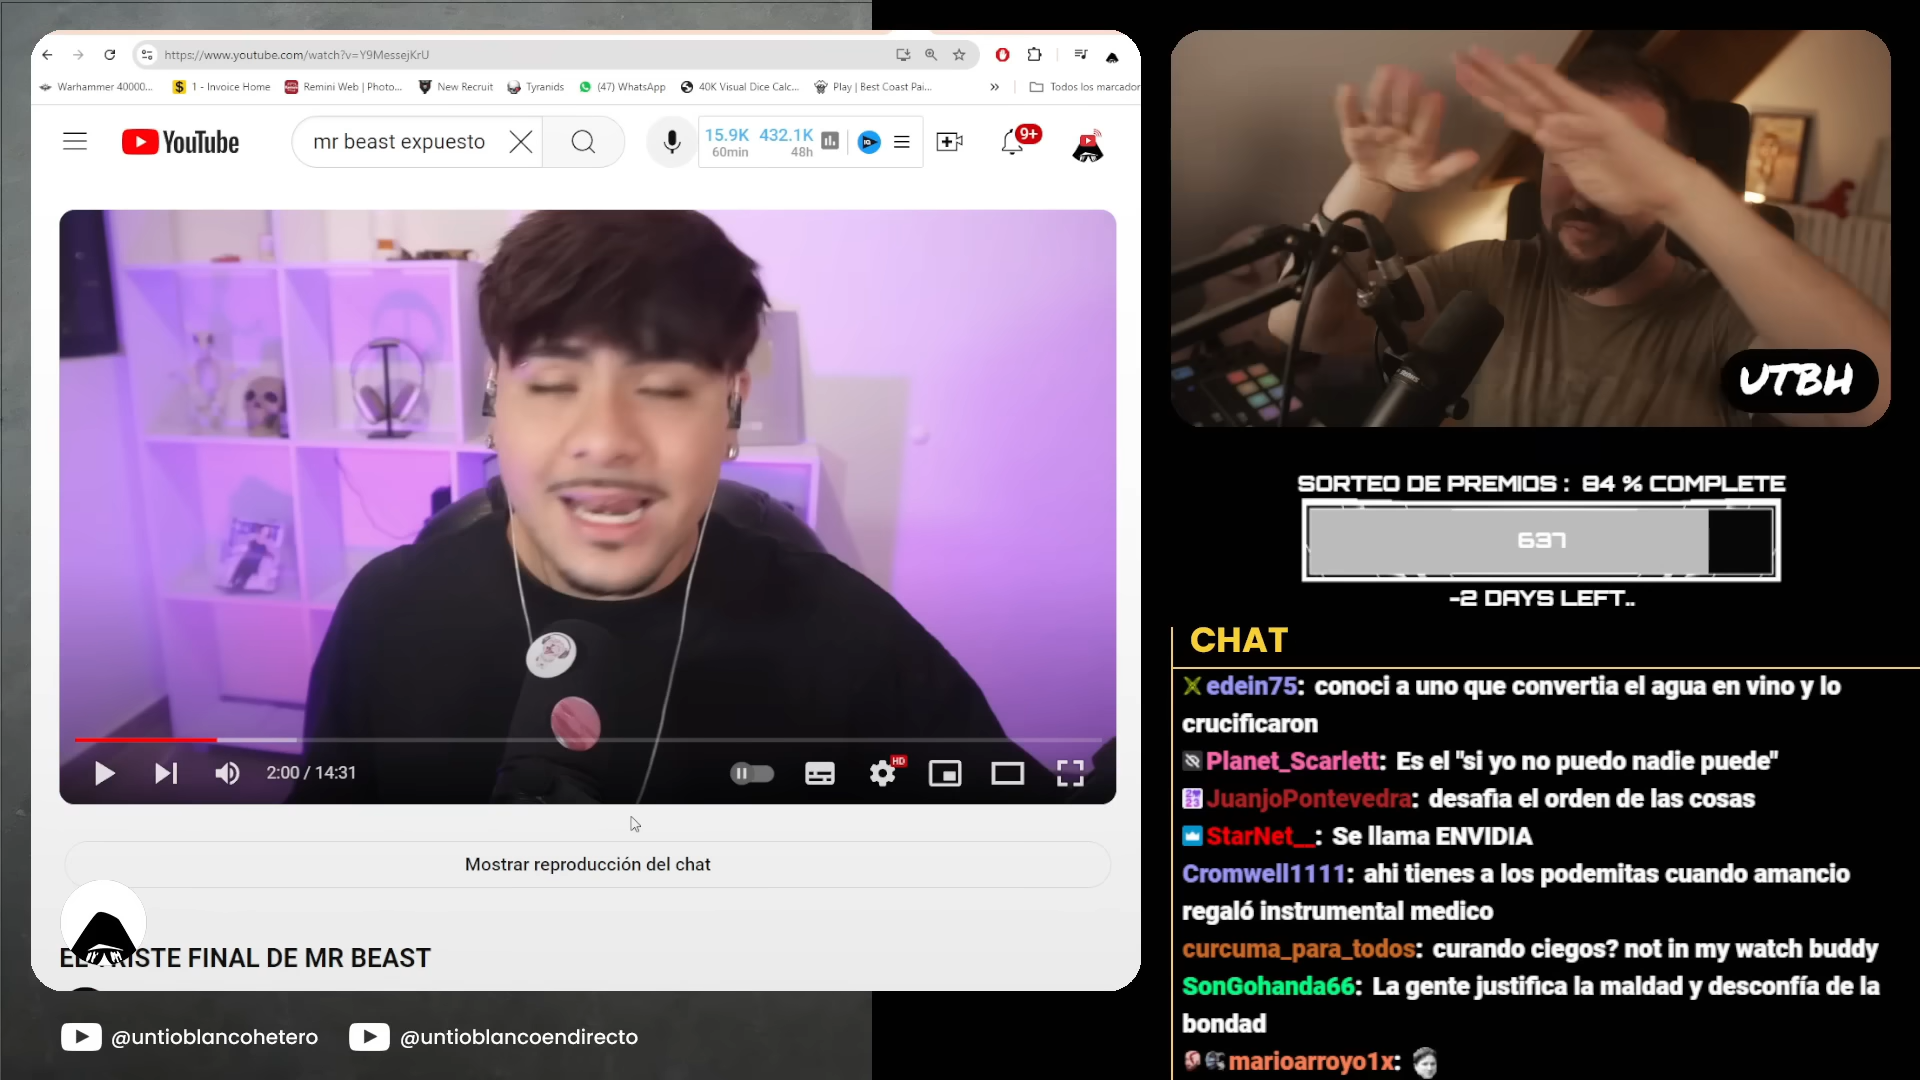 https://www.youtube.com/watch?v=Y9MessejKrU
Warhammer 40000...
1 - Invoice Home
Remini Web | Photo...
New Recruit
Tyranids
(47) WhatsApp
40K Visual Dice Calc...
Play | Best Coast Pai...
»
Todos los marcador
YouTube
mr beast expuesto
15.9K 432.1K
60min 48h
9+
2:00 / 14:31
HD
Mostrar reproducción del chat
FINAL DE MR BEAST
@untioblancohetero
@untioblancoendirecto
UTBH
SORTEO DE PREMIOS : 84 % COMPLETE
637
-2 DAYS LEFT..
CHAT
edein75: conoci a uno que convertia el agua en vino y lo
crucificaron
Planet_Scarlett: Es el "si yo no puedo nadie puede"
JuanjoPontevedra: desafia el orden de las cosas
StarNet__: Se llama ENVIDIA
Cromwell1111: ahi tienes a los podemitas cuando amancio
regaló instrumental medico
curcuma_para_todos: curando ciegos? not in my watch buddy
SonGohanda66: La gente justifica la maldad y desconfía de la
bondad
marioarroyo1x: